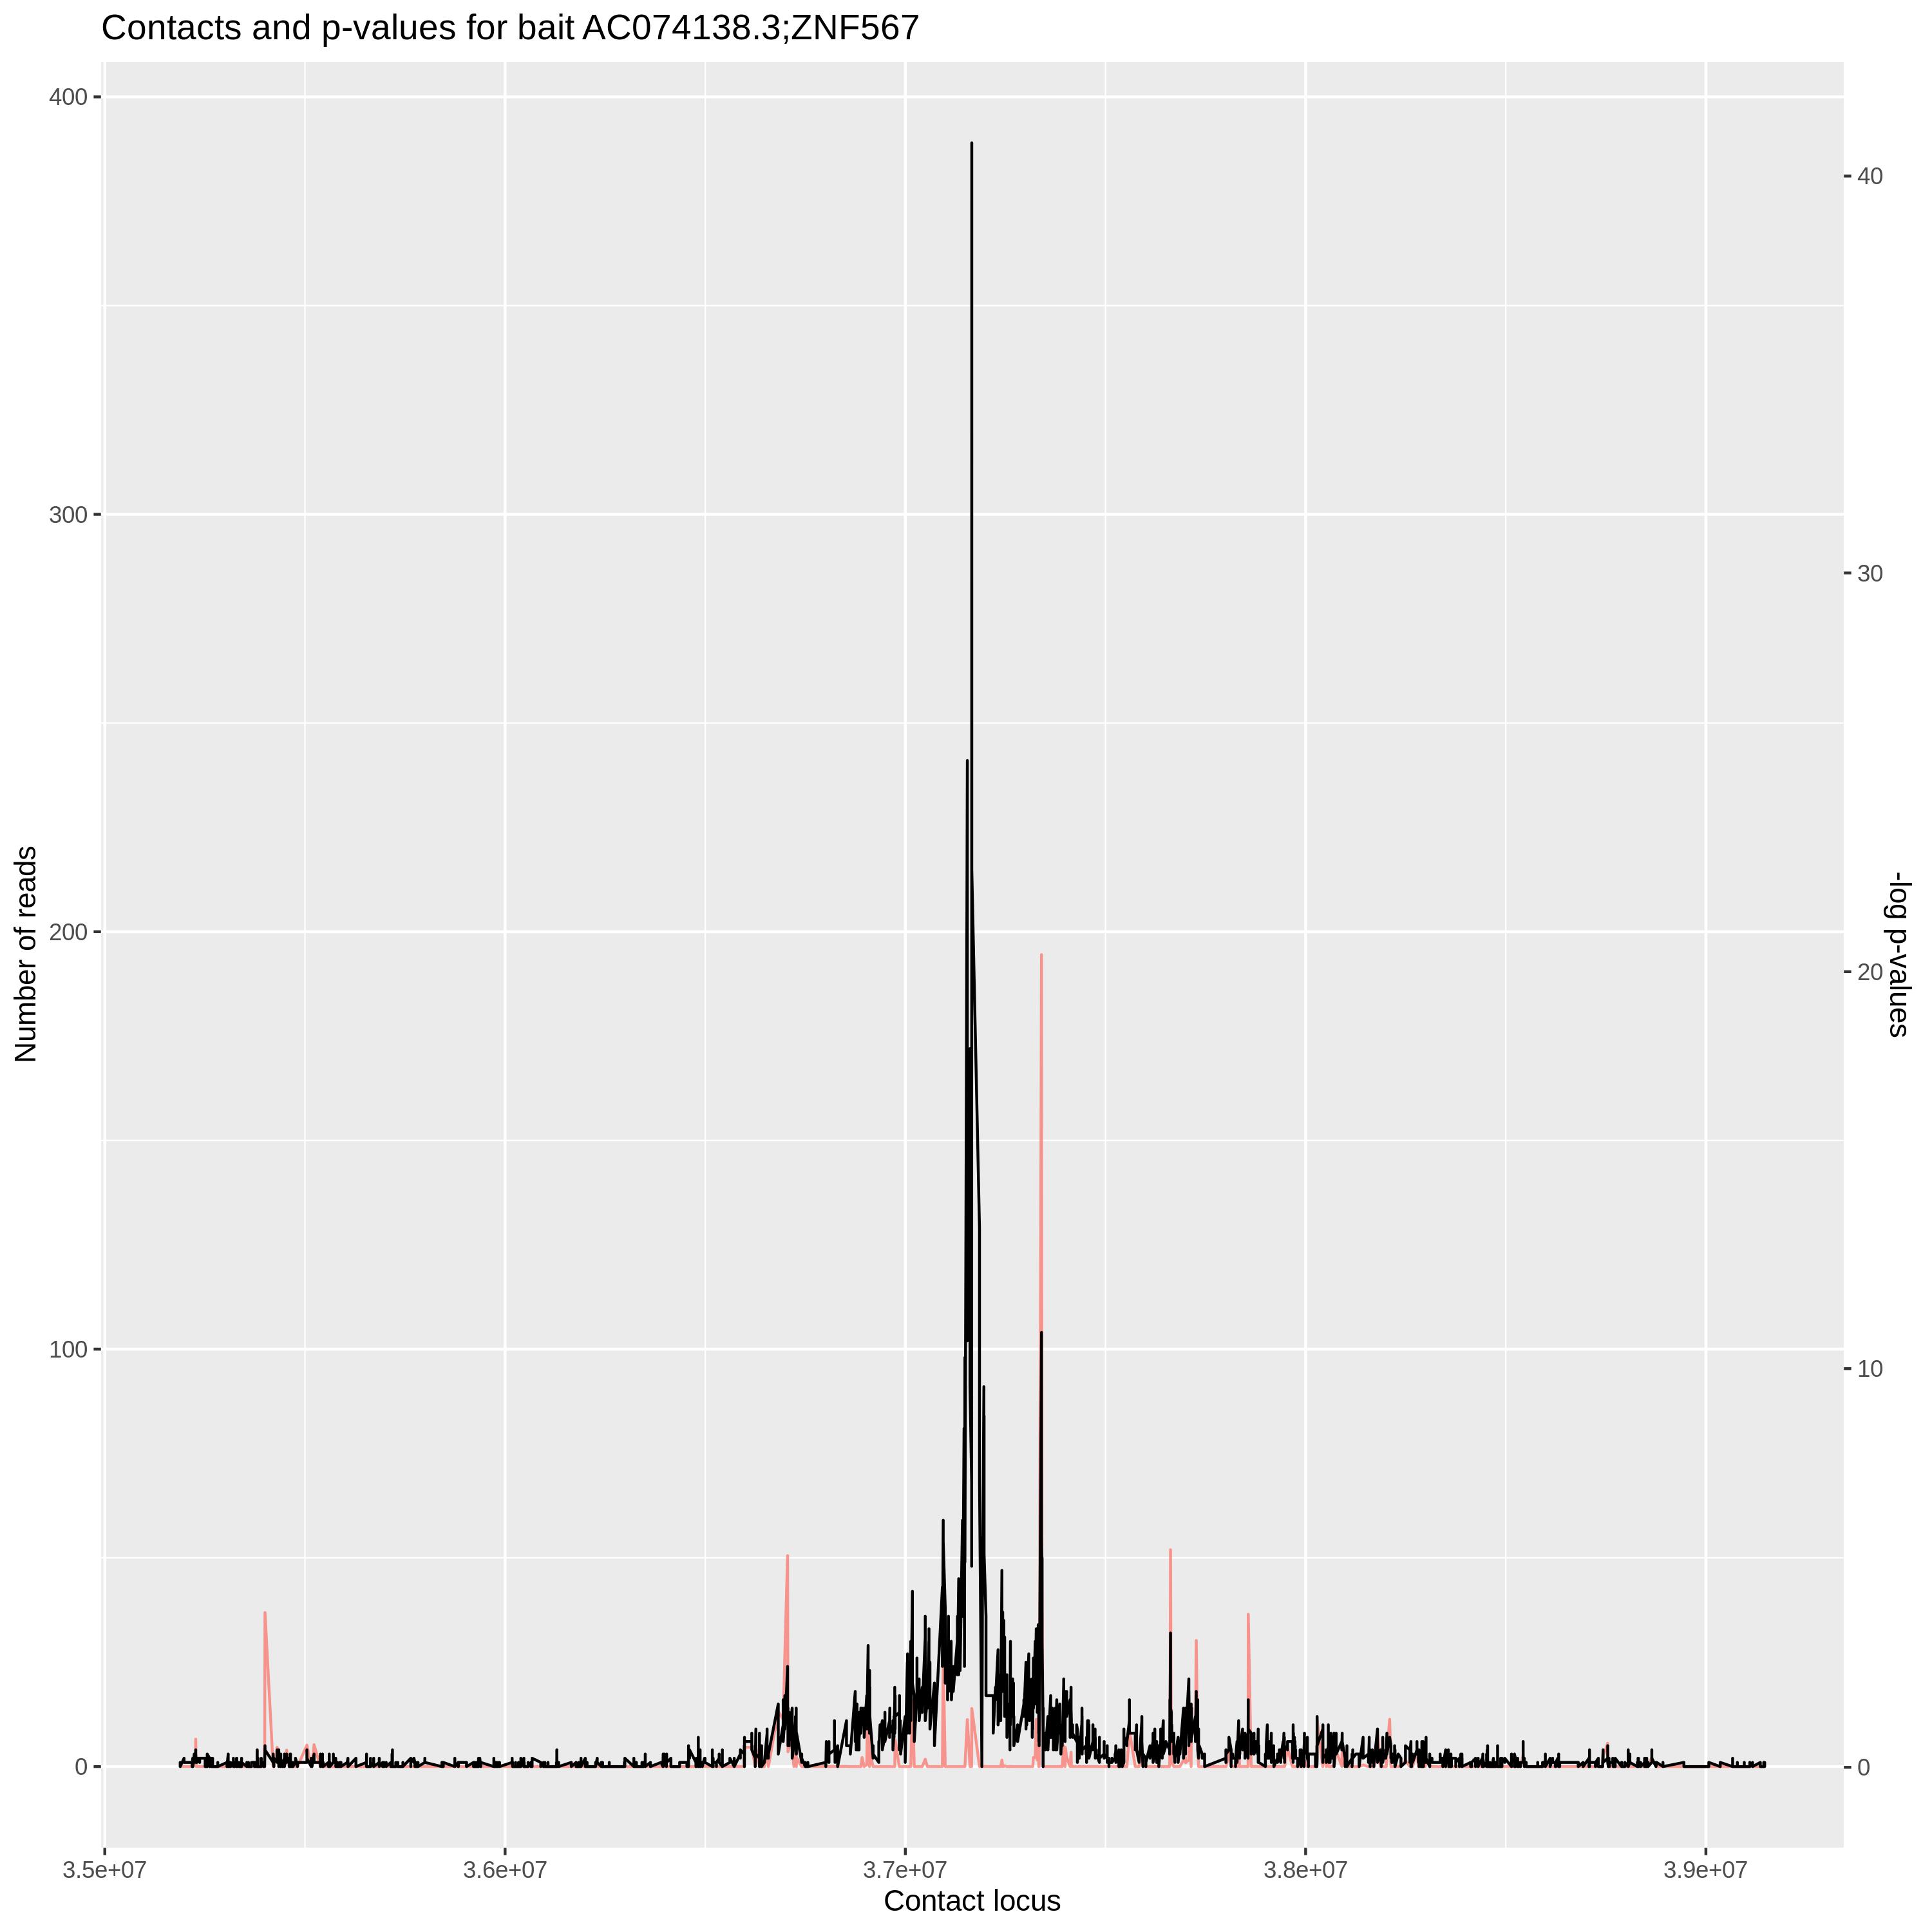 Contacts and p-values for bait AC074138.3;ZNF567
400
300
200
100
0
Number of reads
40
30
20
10
0
-log p-values
3.5e+07 3.6e+07 3.7e+07 3.8e+07 3.9e+07
Contact locus